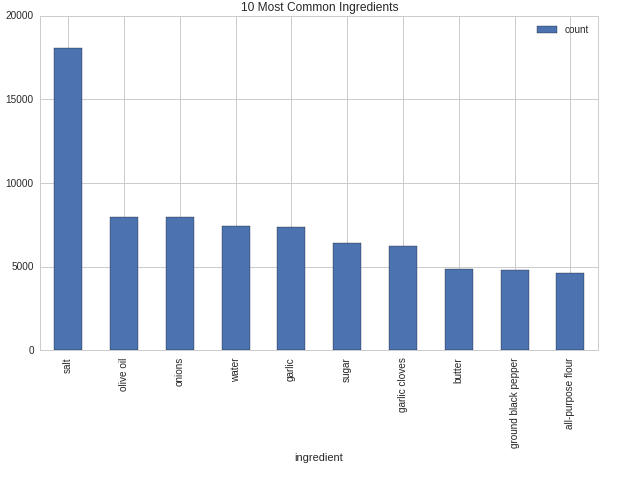 10 Most Common Ingredients
count
20000
15000
10000
5000
0
salt
olive oil
onions
water
garlic
sugar
garlic cloves
butter
ground black pepper
all-purpose flour
ingredient